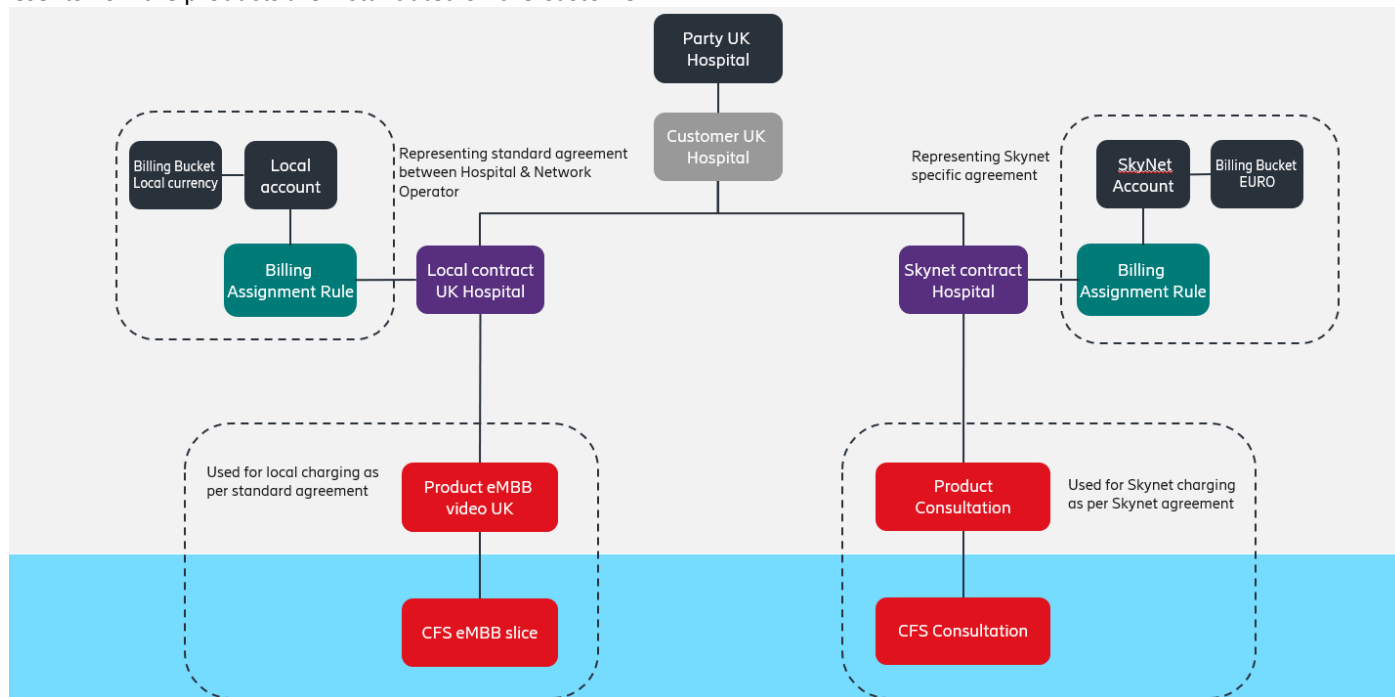 Party UK
Hospital
Customer UK
Hospital
Billing Bucket
Local currency
Local
account
Representing standard agreement
between Hospital & Network
Operator
Representing Skynet
specific agreement
SkyNet
Account
Billing Bucket
EURO
Billing
Assignment Rule
Local contract
UK Hospital
Skynet contract
Hospital
Billing
Assignment Rule
Used for local charging as
per standard agreement
Product eMBB
video UK
Product
Consultation
Used for Skynet charging
as per Skynet agreement
CFS eMBB slice
CFS Consultation